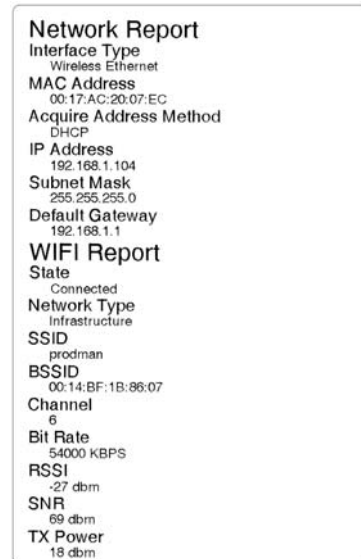 Network Report
Interface Type
Wireless Ethernet
MAC Address
00:17:AC:20:07:EC
Acquire Address Method
DHCP
IP Address
192.168.1.104
Subnet Mask
255.255.255.0
Default Gateway
192.168.1.1
WIFI Report
State
Connected
Network Type
Infrastructure
SSID
prodman
BSSID
00:14:BF:1B:86:07
Channel
6
Bit Rate
54000 KBPS
RSSI
-27 dbm
SNR
69 dbm
TX Power
18 dbm